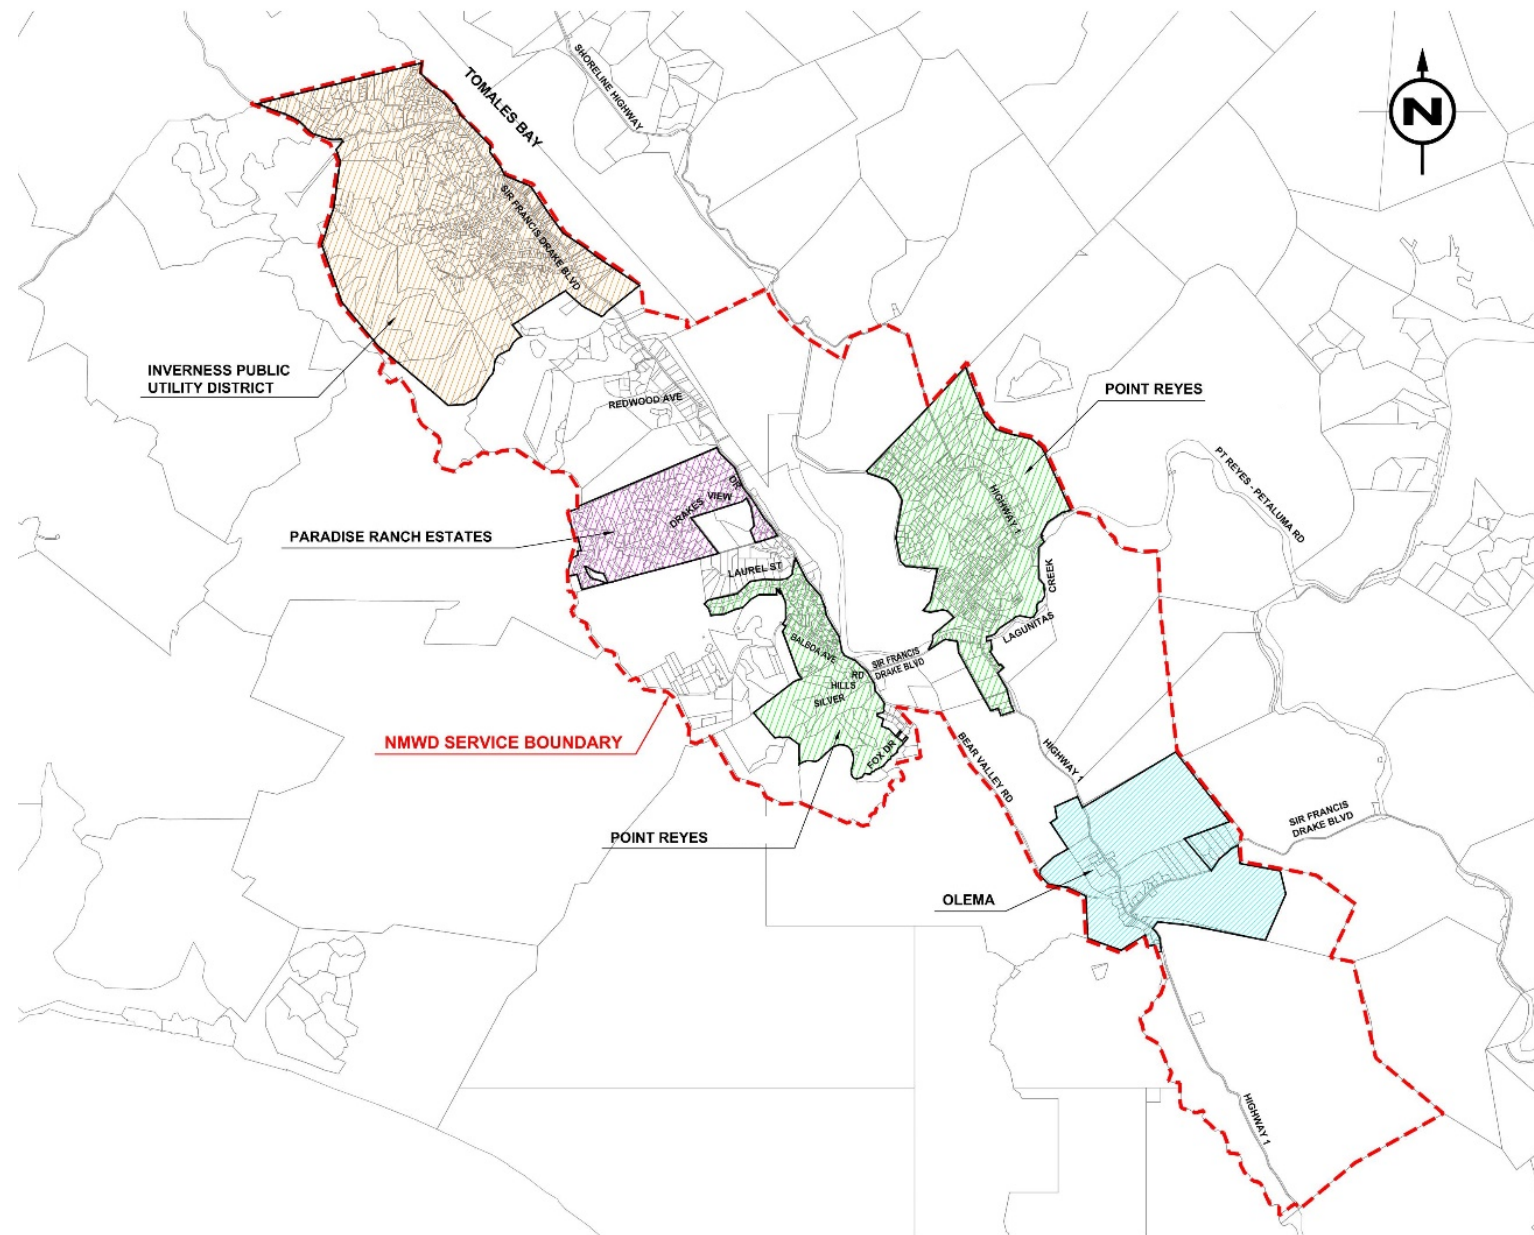 SHORELINE HIGHWAY
TOMALES BAY
N
SIR FRANCIS DRAKE BLVD
INVERNESS PUBLIC
UTILITY DISTRICT
POINT REYES
REDWOOD AVE
PT REYES - PETALUMA RD
DRAKES VIEW DR
HIGHWAY 1
PARADISE RANCH ESTATES
LAUREL ST
LAGUNITAS CREEK
BALBOA AVE
SIR FRANCIS
DRAKE BLVD
SILVER HILLS RD
NMWD SERVICE BOUNDARY
FOX DR
BEAR VALLEY RD
HIGHWAY 1
SIR FRANCIS
DRAKE BLVD
POINT REYES
OLEMA
HIGHWAY 1